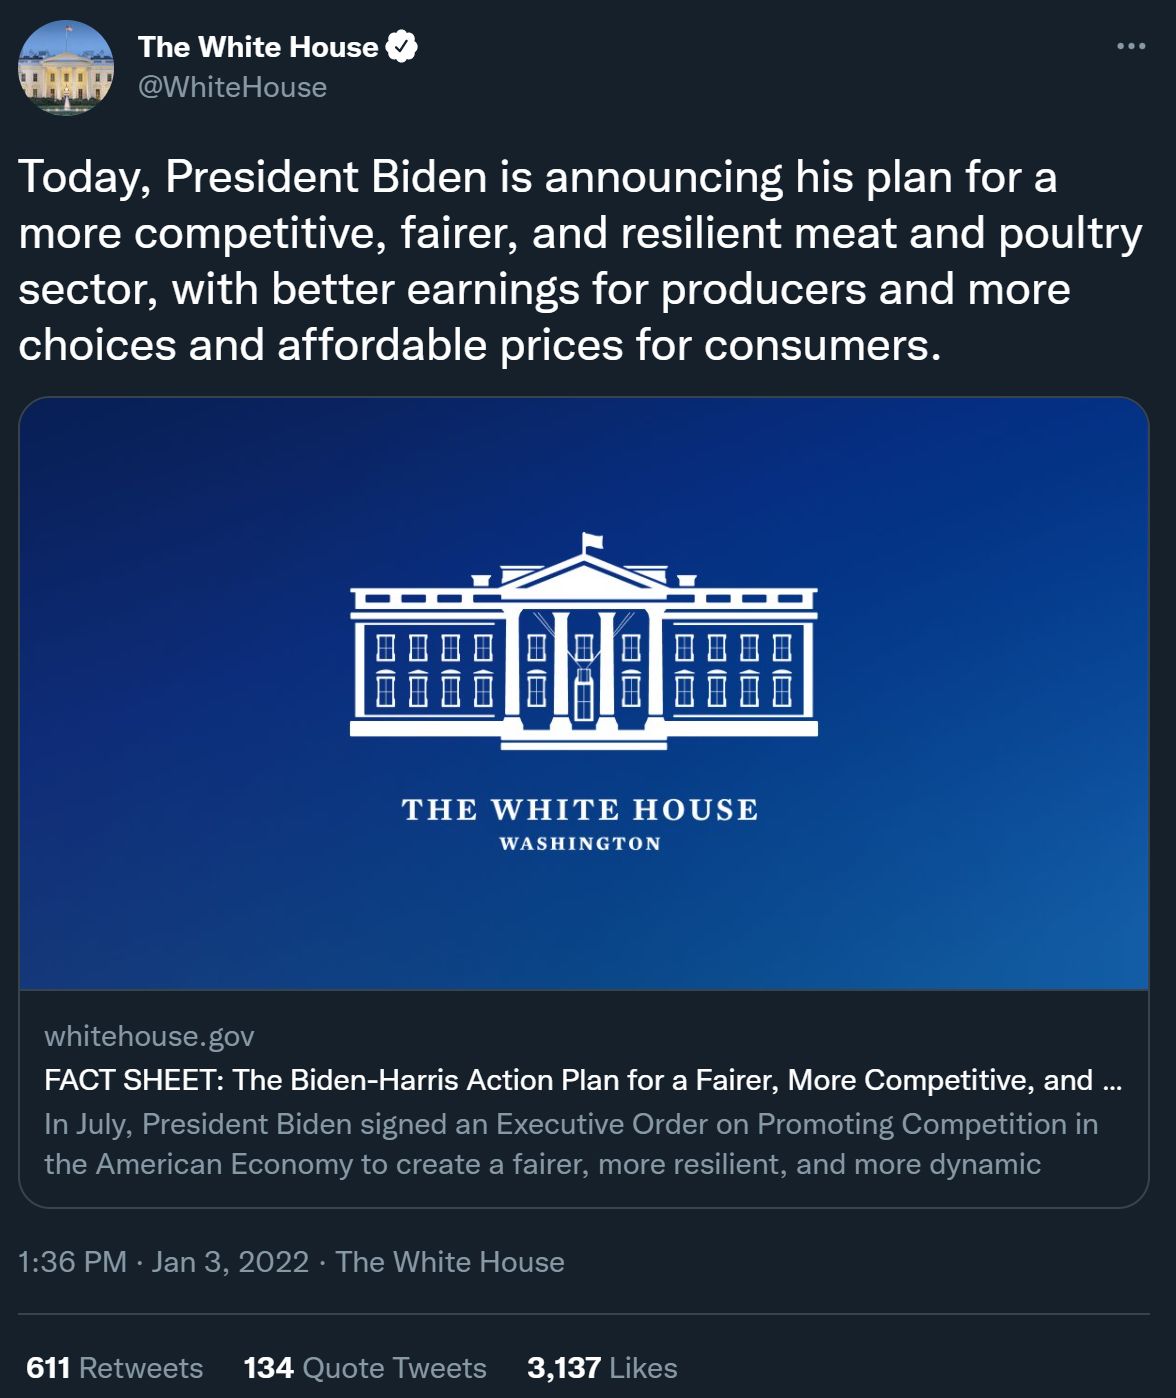 The White House
@WhiteHouse
Today, President Biden is announcing his plan for a
more competitive, fairer, and resilient meat and poultry
sector, with better earnings for producers and more
choices and affordable prices for consumers.
THE WHITE HOUSE
WASHINGTON
whitehouse.gov
FACT SHEET: The Biden-Harris Action Plan for a Fairer, More Competitive, and ...
In July, President Biden signed an Executive Order on Promoting Competition in
the American Economy to create a fairer, more resilient, and more dynamic
1:36 PM · Jan 3, 2022 · The White House
611 Retweets 134 Quote Tweets 3,137 Likes